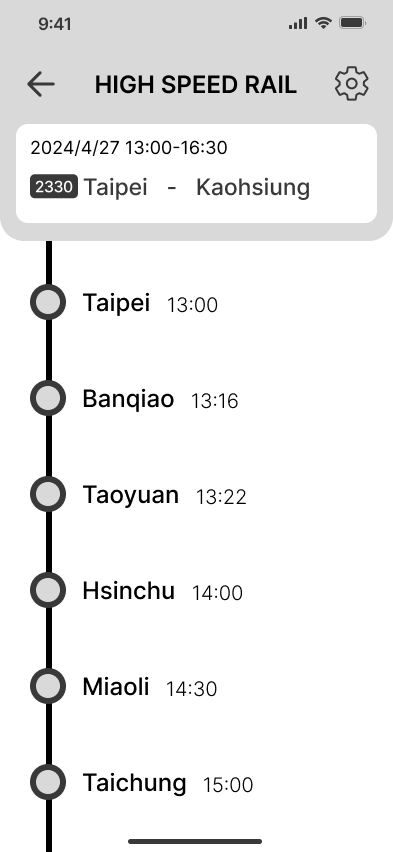 9:41
HIGH SPEED RAIL
2024/4/27 13:00-16:30
2330 Taipei - Kaohsiung
Taipei 13:00
Banqiao 13:16
Taoyuan 13:22
Hsinchu 14:00
Miaoli 14:30
Taichung 15:00